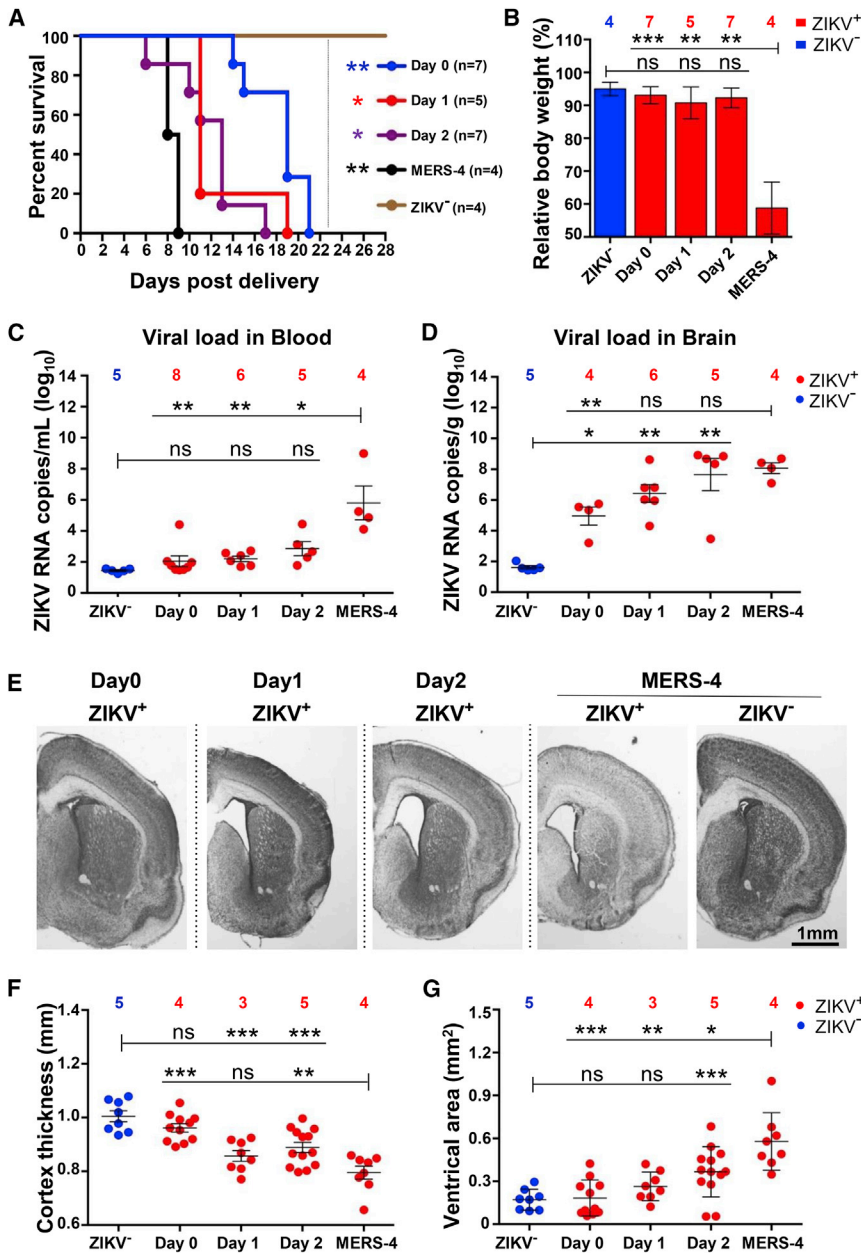 A
Percent survival
100
80
60
40
20
0
0 2 4 6 8 10 12 14 16 18 20 22 24 26 28
Days post delivery
** Day 0 (n=7)
* Day 1 (n=5)
* Day 2 (n=7)
** MERS-4 (n=4)
ZIKV⁻ (n=4)
B
Relative body weight (%)
4 7 5 7 4
ZIKV⁺
ZIKV⁻
*** ** **
ns ns ns
110
100
90
80
70
60
50
ZIKV⁻ Day 0 Day 1 Day 2 MERS-4
C
Viral load in Blood
ZIKV RNA copies/mL (log₁₀)
5 8 6 5 4
** ** *
ns ns ns
14
12
10
8
6
4
2
0
ZIKV⁻ Day 0 Day 1 Day 2 MERS-4
D
Viral load in Brain
ZIKV RNA copies/g (log₁₀)
5 4 6 5 4
ZIKV⁺
ZIKV⁻
** ns ns
* ** **
14
12
10
8
6
4
2
0
ZIKV⁻ Day 0 Day 1 Day 2 MERS-4
E
Day0 Day1 Day2 MERS-4
ZIKV⁺ ZIKV⁺ ZIKV⁺ ZIKV⁺ ZIKV⁻
1mm
F
Cortex thickness (mm)
5 4 3 5 4
ns *** ***
*** ns **
1.4
1.2
1.0
0.8
0.6
ZIKV⁻ Day 0 Day 1 Day 2 MERS-4
G
Ventrical area (mm²)
5 4 3 5 4
ZIKV⁺
ZIKV⁻
*** ** *
ns ns ***
1.5
1.2
0.9
0.6
0.3
0
ZIKV⁻ Day 0 Day 1 Day 2 MERS-4